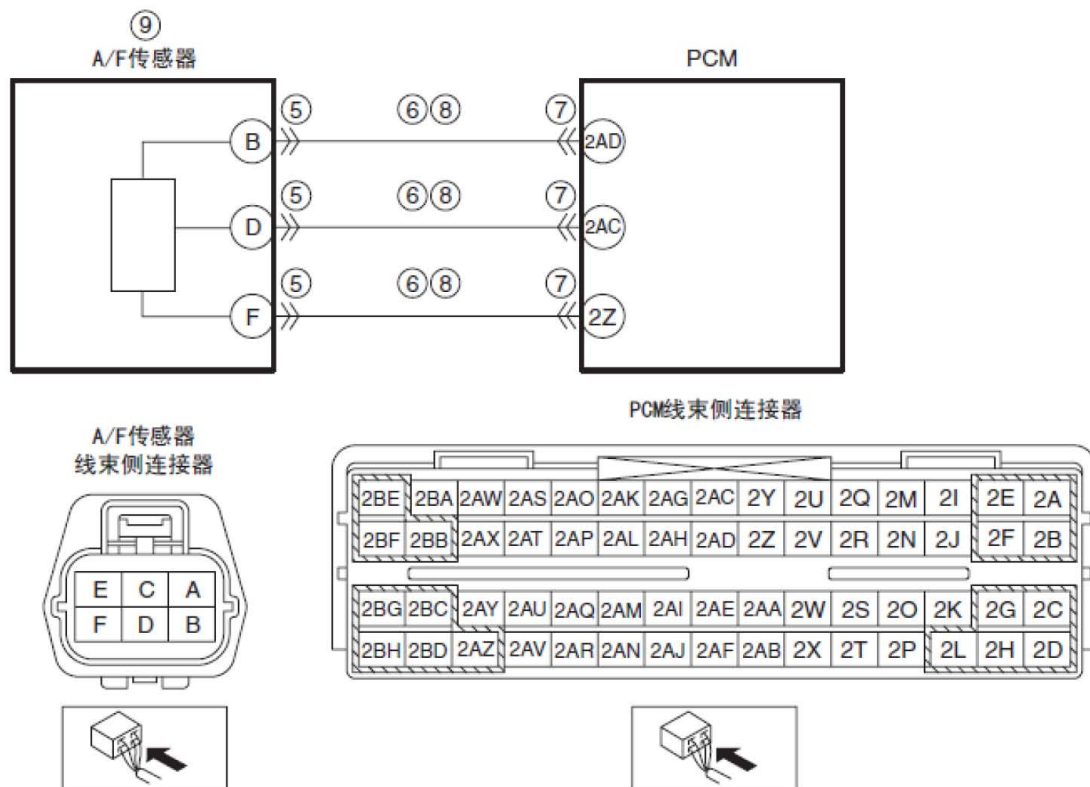 ⑨
A/F传感器
PCM
⑤ ⑥⑧ ⑦
B 2AD
⑤ ⑥⑧ ⑦
D 2AC
⑤ ⑥⑧ ⑦
F 2Z
A/F传感器
线束侧连接器
E C A
F D B
PCM线束侧连接器
2BE 2BA 2AW 2AS 2AO 2AK 2AG 2AC 2Y 2U 2Q 2M 2I 2E 2A
2BF 2BB 2AX 2AT 2AP 2AL 2AH 2AD 2Z 2V 2R 2N 2J 2F 2B
2BG 2BC 2AY 2AU 2AQ 2AM 2AI 2AE 2AA 2W 2S 2O 2K 2G 2C
2BH 2BD 2AZ 2AV 2AR 2AN 2AJ 2AF 2AB 2X 2T 2P 2L 2H 2D